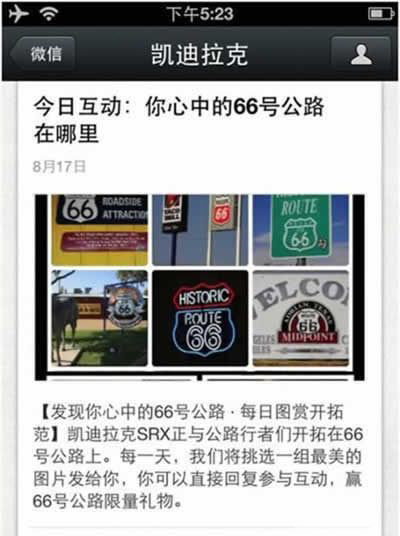 下午5:23
微信
凯迪拉克
今日互动：你心中的66号公路
在哪里
8月17日
66
ROADSIDE
ATTRACTION
TACO
BELL
66
ROUTE
66
HISTORIC
ROUTE
66
WELCO
ADRIAN, TEXAS
66
MIDPOINT
【发现你心中的66号公路 · 每日图赏开拓
范】凯迪拉克SRX正与公路行者们开拓在66
号公路上。每一天，我们将挑选一组最美的
图片发给你，你可以直接回复参与互动，赢
66号公路限量礼物。